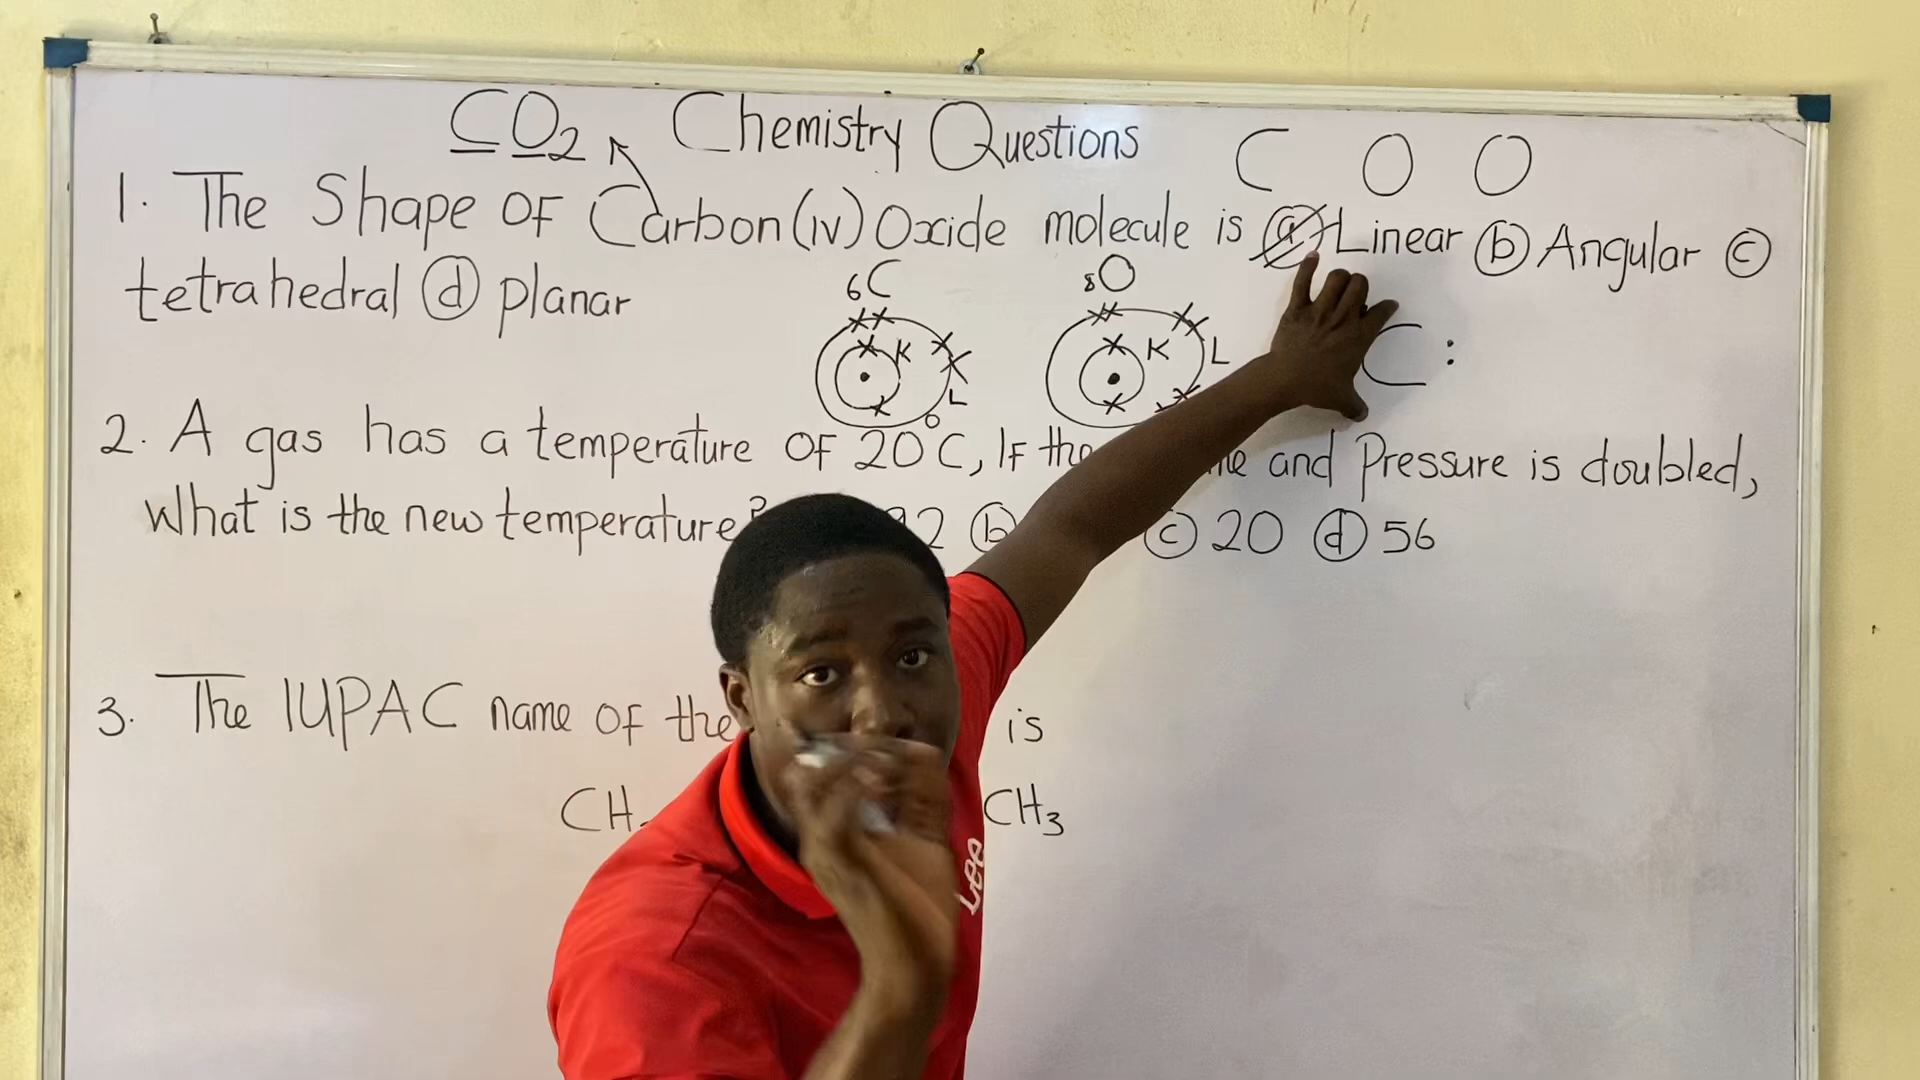 CO2 Chemistry Questions C O O
1. The Shape OF Carbon(iv) Oxide molecule is (a) Linear (b) Angular (c)
tetrahedral (d) planar
6C 8O
K L K L
C:
2. A gas has a temperature OF 20°C, IF the and Pressure is doubled,
What is the new temperature? (b) (c) 20 (d) 56
3. The IUPAC name OF the is
CH CH3